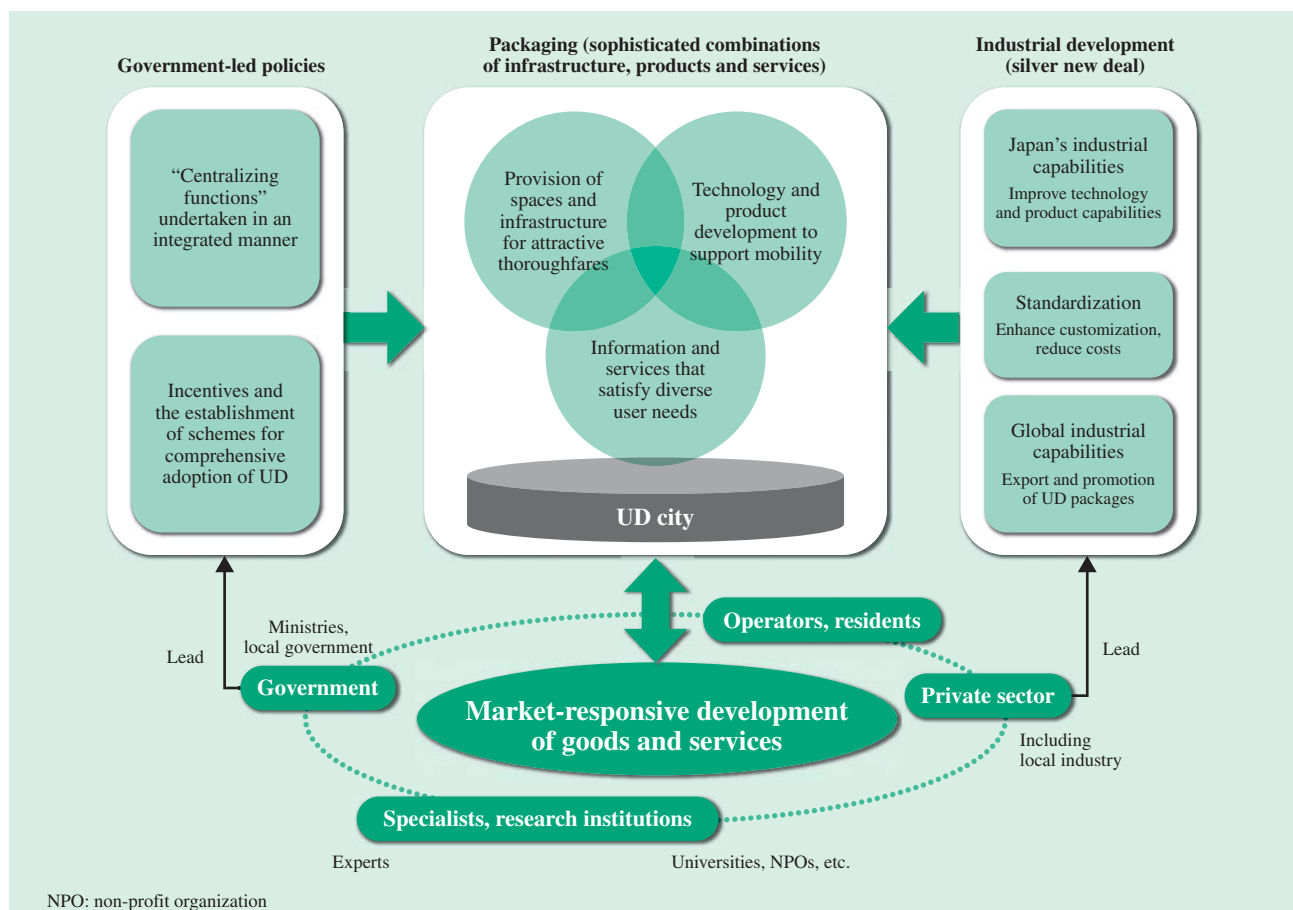 Government-led policies
Packaging (sophisticated combinations
of infrastructure, products and services)
Industrial development
(silver new deal)
“Centralizing
functions”
undertaken in an
integrated manner
Incentives and
the establishment
of schemes for
comprehensive
adoption of UD
Provision of
spaces and
infrastructure
for attractive
thoroughfares
Technology and
product
development to
support mobility
Information and
services that
satisfy diverse
user needs
UD city
Japan’s industrial
capabilities
Improve technology
and product capabilities
Standardization
Enhance customization,
reduce costs
Global industrial
capabilities
Export and promotion
of UD packages
Lead
Ministries,
local government
Government
Operators, residents
Private sector
Lead
Including
local industry
Market-responsive development
of goods and services
Specialists, research institutions
Experts
Universities, NPOs, etc.
NPO: non-profit organization